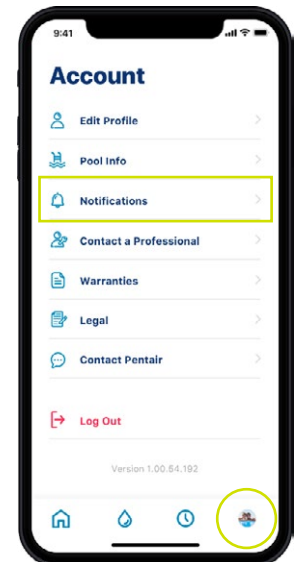 9:41
Account
Edit Profile
Pool Info
Notifications
Contact a Professional
Warranties
Legal
Contact Pentair
Log Out
Version 1.00.54.192